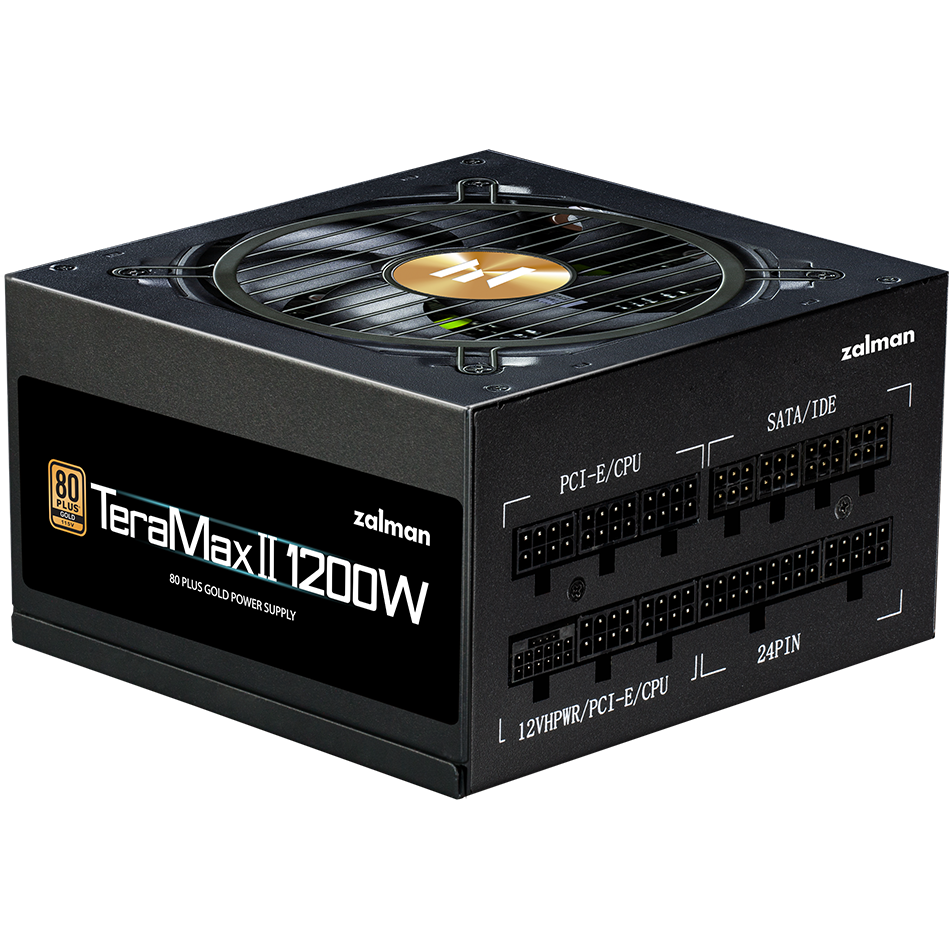 zalman
SATA/IDE
PCI-E/CPU
80
PLUS
GOLD
115V
zalman
TeraMax II 1200W
80 PLUS GOLD POWER SUPPLY
24PIN
12VHPWR/PCI-E/CPU